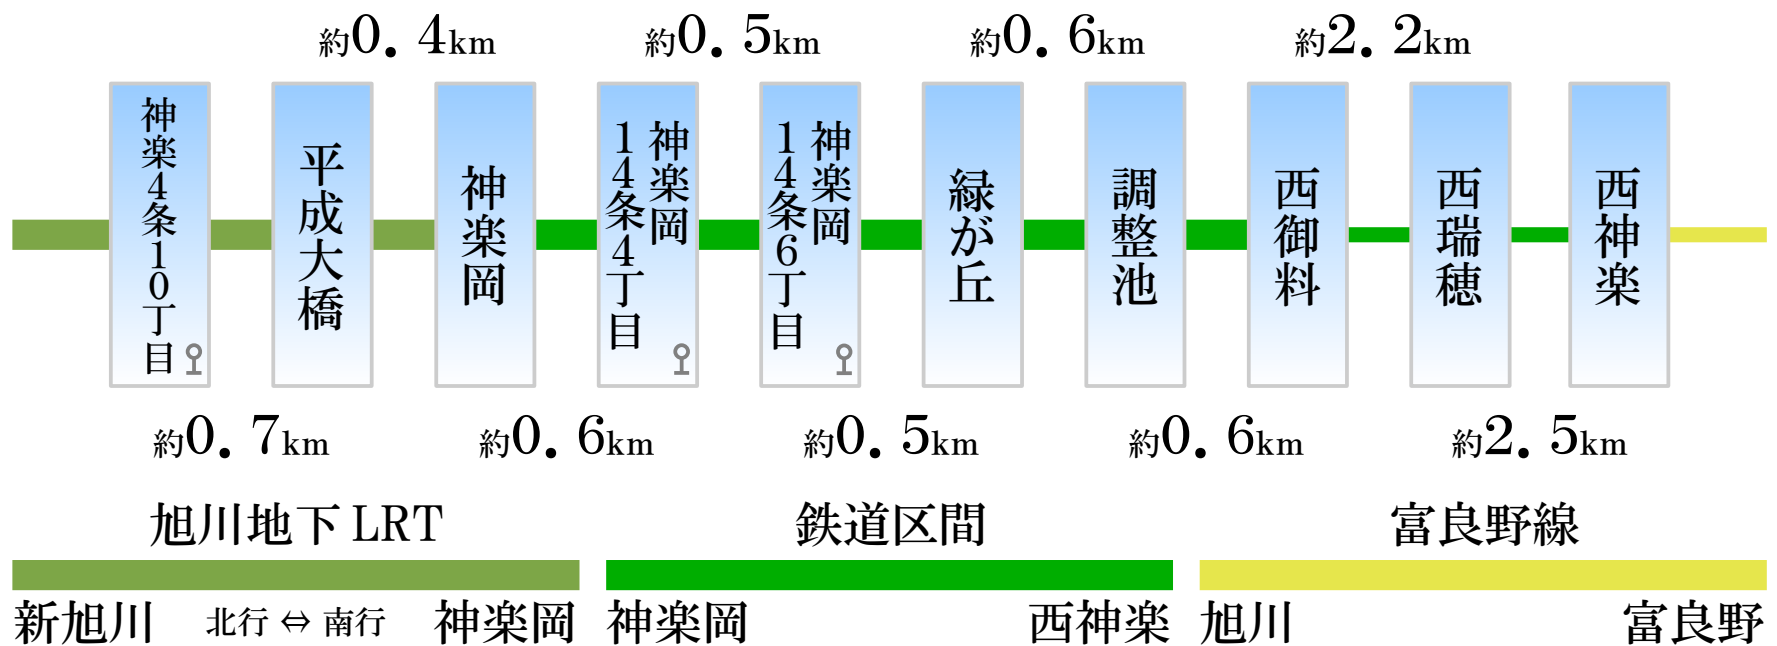 約0.4km
約0.5km
約0.6km
約2.2km
神楽4条10丁目
平成大橋
神楽岡
神楽岡
14条4丁目
神楽岡
14条6丁目
緑が丘
調整池
西御料
西瑞穂
西神楽
約0.7km
約0.6km
約0.5km
約0.6km
約2.5km
旭川地下LRT
鉄道区間
富良野線
新旭川
北行⇔南行
神楽岡
神楽岡
西神楽
旭川
富良野